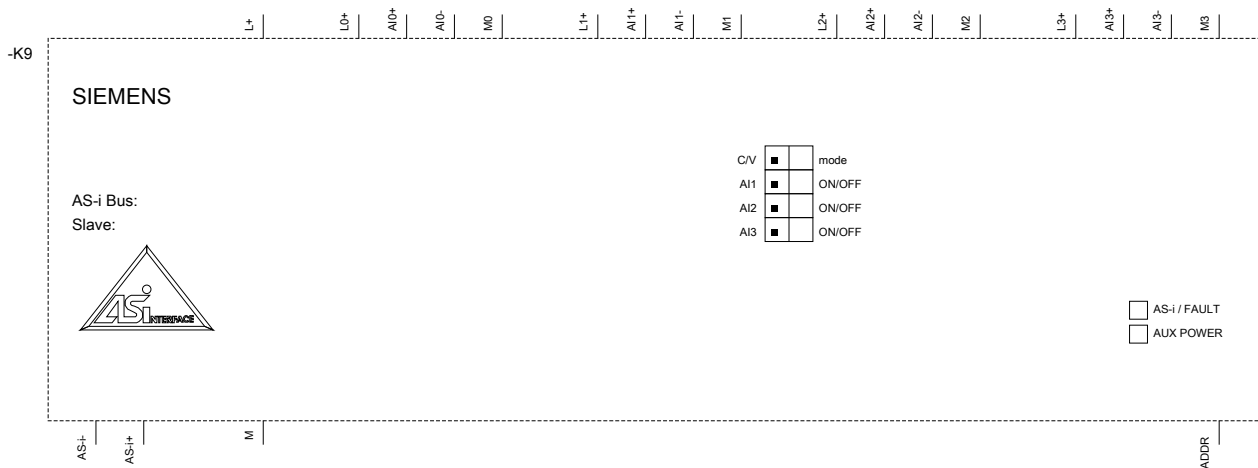 L+ L0+ AI0+ AI0- M0 L1+ AI1+ AI1- M1 L2+ AI2+ AI2- M2 L3+ AI3+ AI3- M3
-K9
SIEMENS
C/V mode
AI1 ON/OFF
AI2 ON/OFF
AI3 ON/OFF
AS-i Bus:
Slave:
ASi INTERFACE
AS-i / FAULT
AUX POWER
AS-i- AS-i+ M ADDR